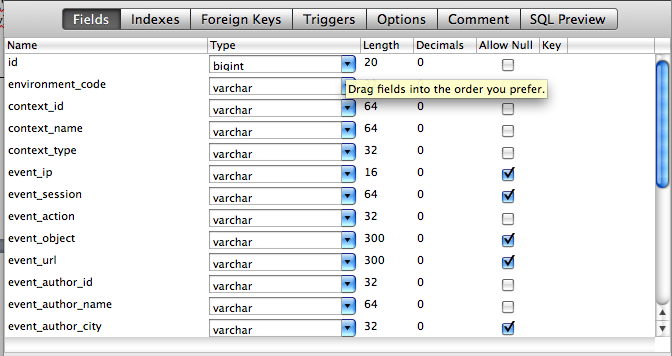 Fields Indexes Foreign Keys Triggers Options Comment SQL Preview
Name Type Length Decimals Allow Null Key
id bigint 20 0
environment_code varchar
Drag fields into the order you prefer.
context_id varchar 64 0
context_name varchar 64 0
context_type varchar 32 0
event_ip varchar 16 0
event_session varchar 64 0
event_action varchar 32 0
event_object varchar 300 0
event_url varchar 300 0
event_author_id varchar 32 0
event_author_name varchar 64 0
event_author_city varchar 32 0